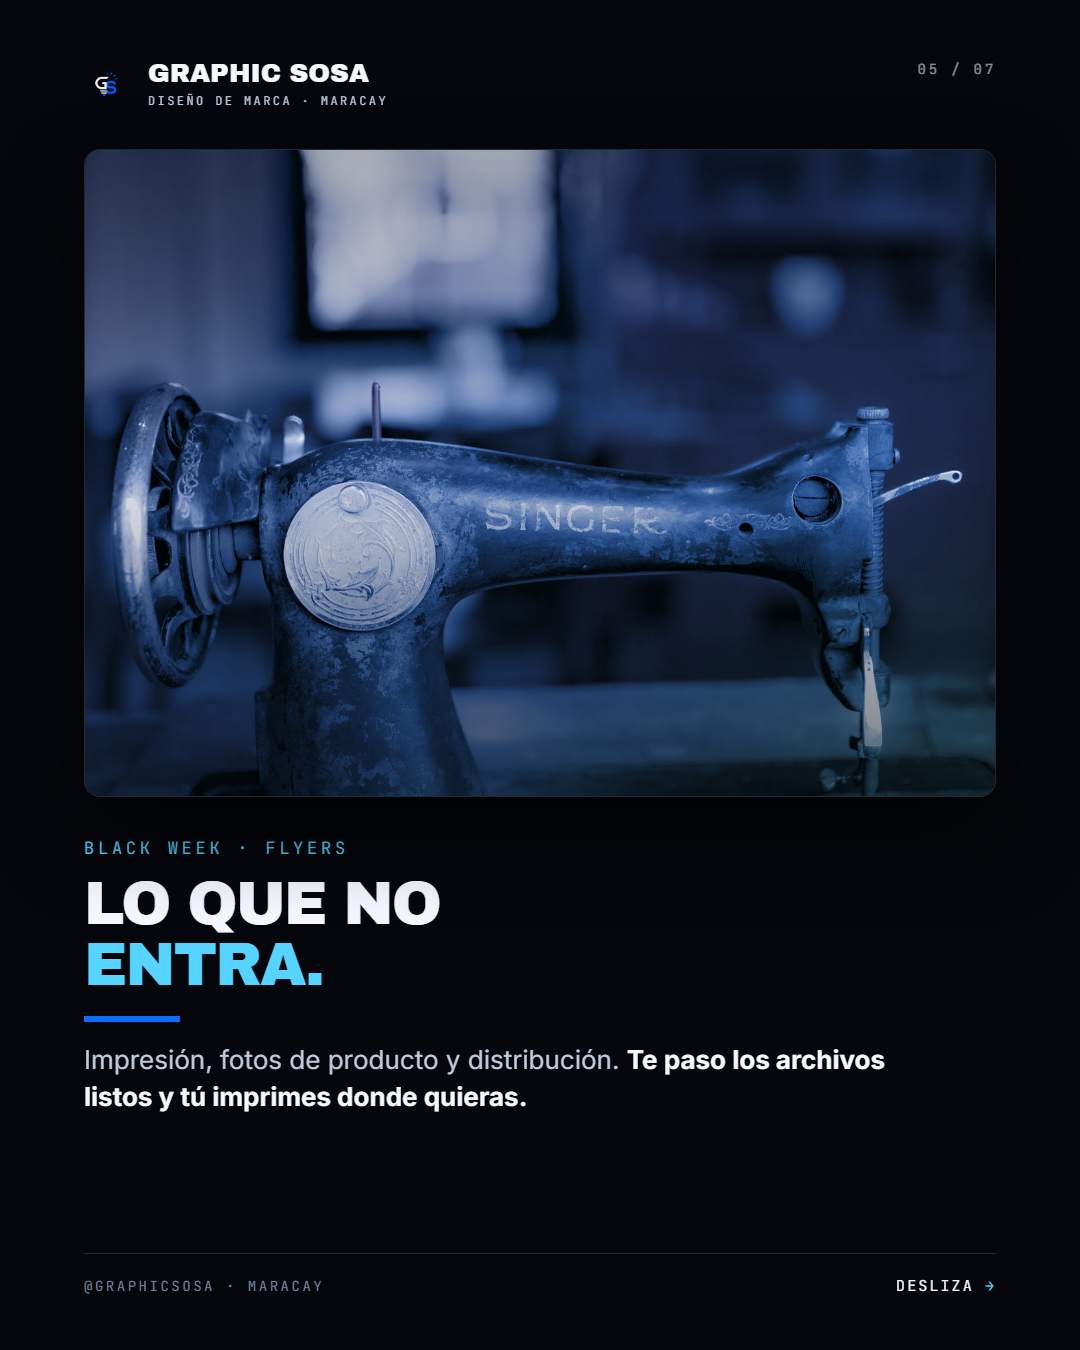 GRAPHIC SOSA
DISEÑO DE MARCA · MARACAY
05 / 07
SINGER
BLACK WEEK · FLYERS
LO QUE NO
ENTRA.
Impresión, fotos de producto y distribución. Te paso los archivos
listos y tú imprimes donde quieras.
@GRAPHICSOSA · MARACAY
DESLIZA →